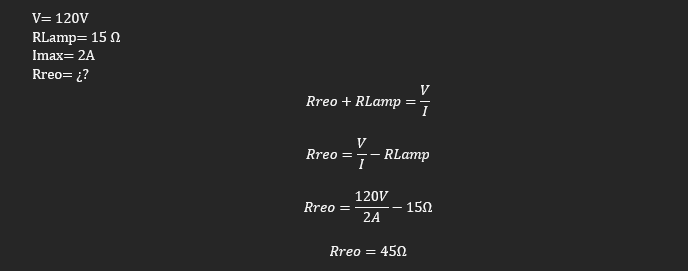 V= 120V
RLamp= 15 Ω
Imax= 2A
Rreo= ¿?
Rreo + RLamp = V/I
Rreo = V/I − RLamp
Rreo = 120V/2A − 15Ω
Rreo = 45Ω